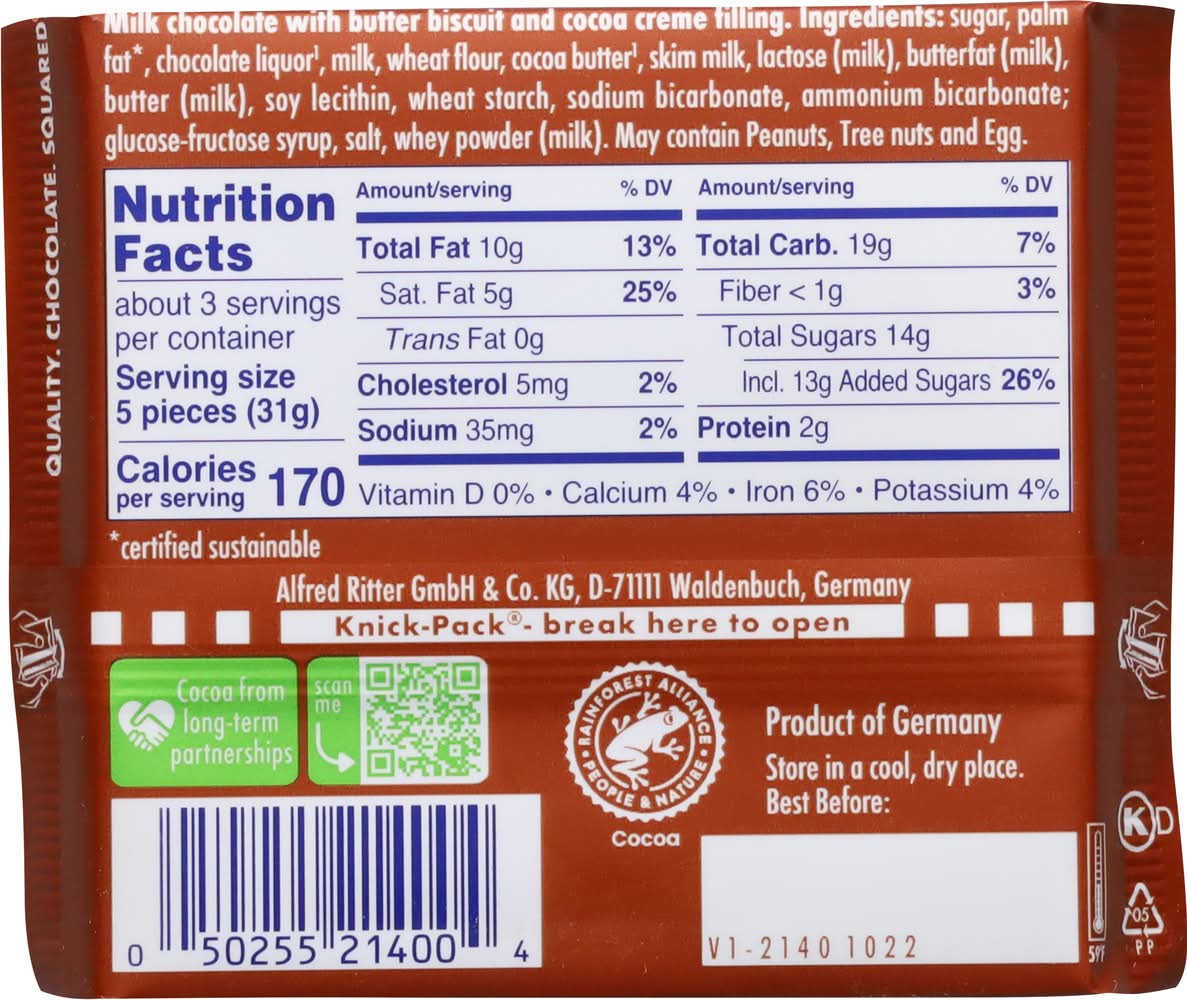 QUALITY. CHOCOLATE. SQUARED
Milk chocolate with butter biscuit and cocoa creme filling. Ingredients: sugar, palm
fat*, chocolate liquor¹, milk, wheat flour, cocoa butter¹, skim milk, lactose (milk), butterfat (milk),
butter (milk), soy lecithin, wheat starch, sodium bicarbonate, ammonium bicarbonate;
glucose-fructose syrup, salt, whey powder (milk). May contain Peanuts, Tree nuts and Egg.
Nutrition
Facts
about 3 servings
per container
Serving size
5 pieces (31g)
Calories
per serving 170
Amount/serving % DV
Total Fat 10g 13%
Sat. Fat 5g 25%
Trans Fat 0g
Cholesterol 5mg 2%
Sodium 35mg 2%
Amount/serving % DV
Total Carb. 19g 7%
Fiber < 1g 3%
Total Sugars 14g
Incl. 13g Added Sugars 26%
Protein 2g
Vitamin D 0% • Calcium 4% • Iron 6% • Potassium 4%
*certified sustainable
Alfred Ritter GmbH & Co. KG, D-71111 Waldenbuch, Germany
Knick-Pack®- break here to open
Cocoa from
long-term
partnerships
scan
me
RAINFOREST ALLIANCE
• PEOPLE & NATURE •
Cocoa
Product of Germany
Store in a cool, dry place.
Best Before:
V1-2140 1022
0 50255 21400 4
K D
59°F
05
PP